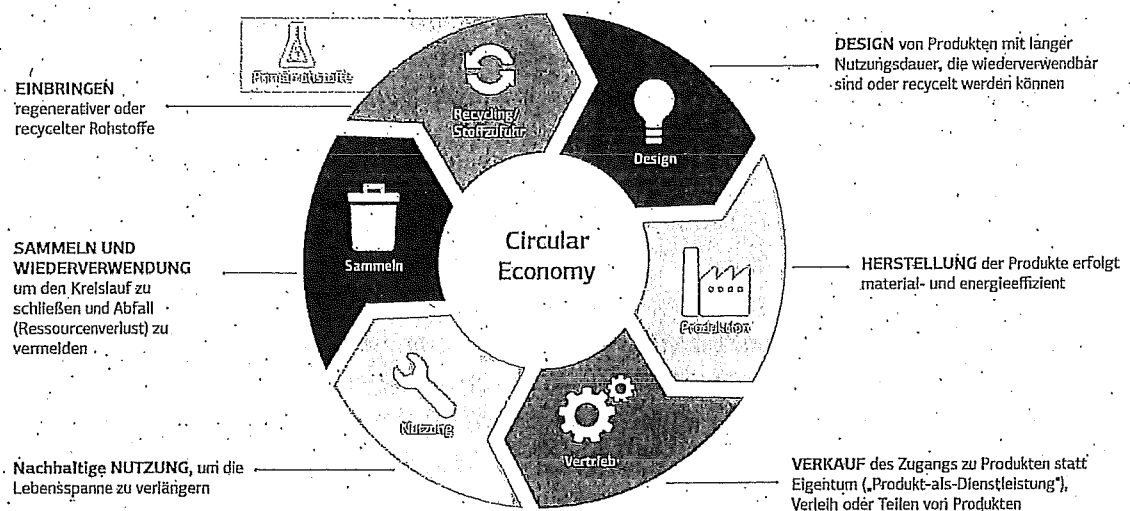 Primärrohstoffe
EINBRINGEN
regenerativer oder
recycelter Rohstoffe
Recycling/
Stoffzufuhr
DESIGN von Produkten mit langer
Nutzungsdauer, die wiederverwendbar
sind oder recycelt werden können
Design
SAMMELN UND
WIEDERVERWENDUNG
um den Kreislauf zu
schließen und Abfall
(Ressourcenverlust) zu
vermeiden
Sammeln
Circular
Economy
HERSTELLUNG der Produkte erfolgt
material- und energieeffizient
Produktion
Nutzung
Vertrieb
Nachhaltige NUTZUNG, um die
Lebensspanne zu verlängern
VERKAUF des Zugangs zu Produkten statt
Eigentum („Produkt-als-Dienstleistung“),
Verleih oder Teilen von Produkten